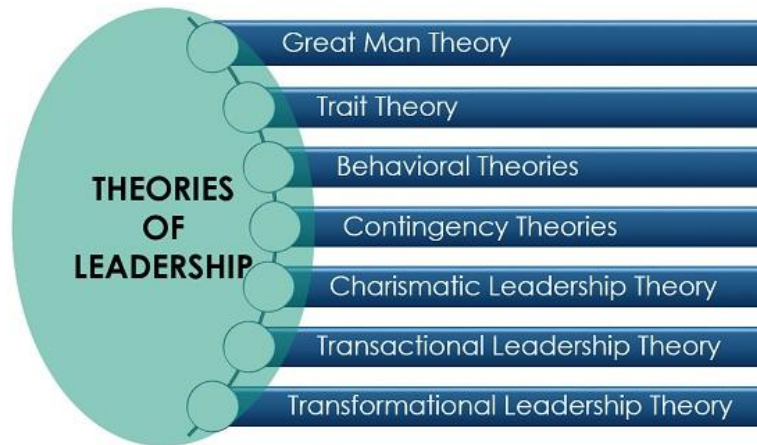 THEORIES
OF
LEADERSHIP
Great Man Theory
Trait Theory
Behavioral Theories
Contingency Theories
Charismatic Leadership Theory
Transactional Leadership Theory
Transformational Leadership Theory